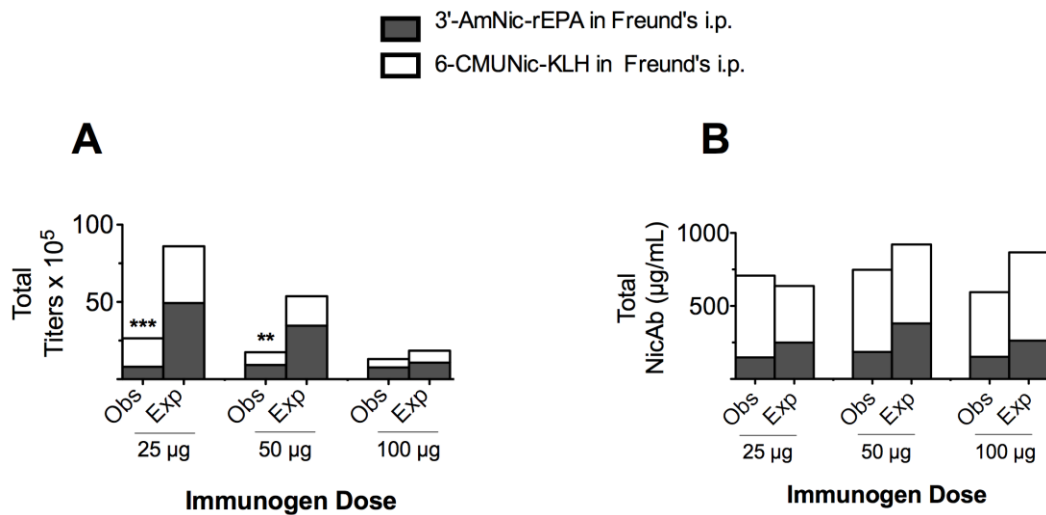 3'-AmNic-rEPA in Freund's i.p.
6-CMUNic-KLH in Freund's i.p.
A
Total
Titers x 10⁵
100
50
***
**
Obs Exp Obs Exp Obs Exp
25 µg 50 µg 100 µg
Immunogen Dose
B
Total
NicAb (µg/mL)
1000
500
Obs Exp Obs Exp Obs Exp
25 µg 50 µg 100 µg
Immunogen Dose